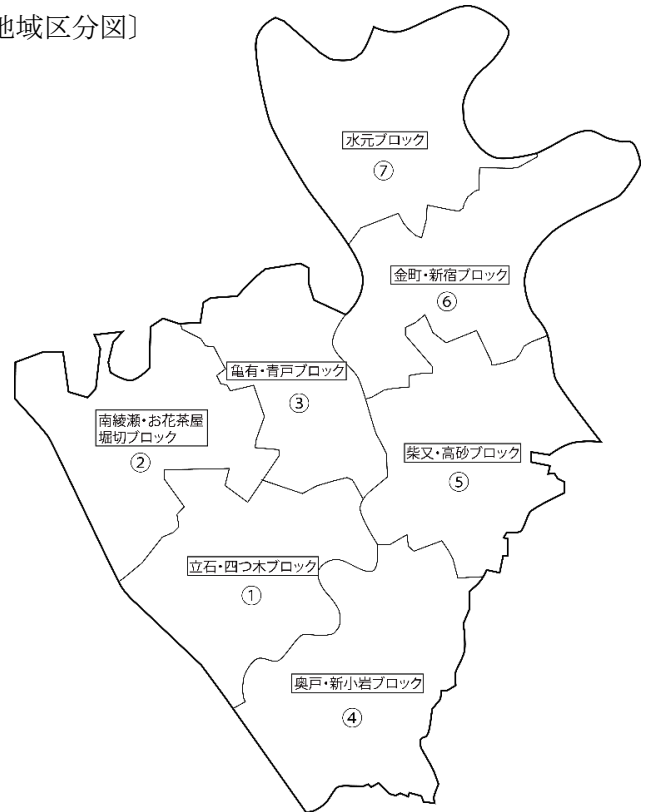 地域区分図〕
水元ブロック
⑦
金町・新宿ブロック
⑥
亀有・青戸ブロック
③
南綾瀬・お花茶屋
堀切ブロック
②
柴又・高砂ブロック
⑤
立石・四つ木ブロック
①
奥戸・新小岩ブロック
④